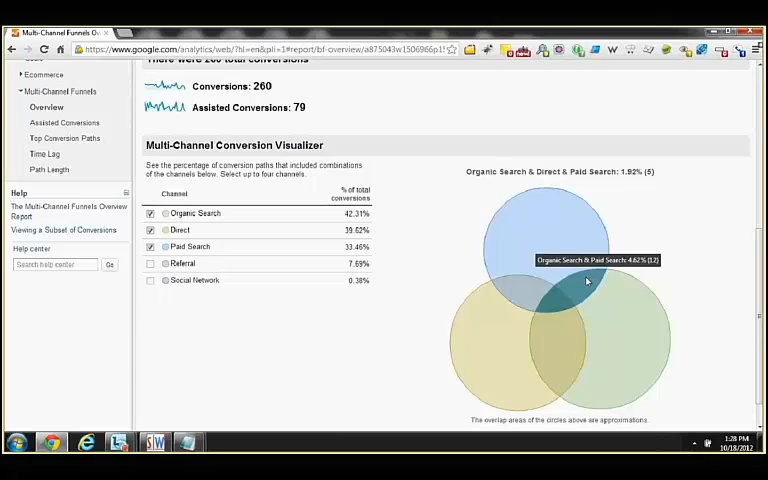 Multi-Channel Funnels Ov
https://www.google.com/analytics/web/?hl=en&pli=1#report/bf-overview/a875043w1506966p1
There were 260 total conversions
Ecommerce
Conversions: 260
Multi-Channel Funnels
Overview
Assisted Conversions: 79
Assisted Conversions
Top Conversion Paths
Multi-Channel Conversion Visualizer
Time Lag
See the percentage of conversion paths that included combinations
of the channels below. Select up to four channels.
Path Length
Organic Search & Direct & Paid Search: 1.92% (5)
Help
Channel
% of total
conversions
The Multi-Channel Funnels Overview
Report
Organic Search 42.31%
Viewing a Subset of Conversions
Direct 39.62%
Help center
Paid Search 33.46%
Search help center Go
Referral 7.69%
Organic Search & Paid Search: 4.62% (12)
Social Network 0.38%
The overlap areas of the circles above are approximations.
SW
1:28 PM
10/18/2012